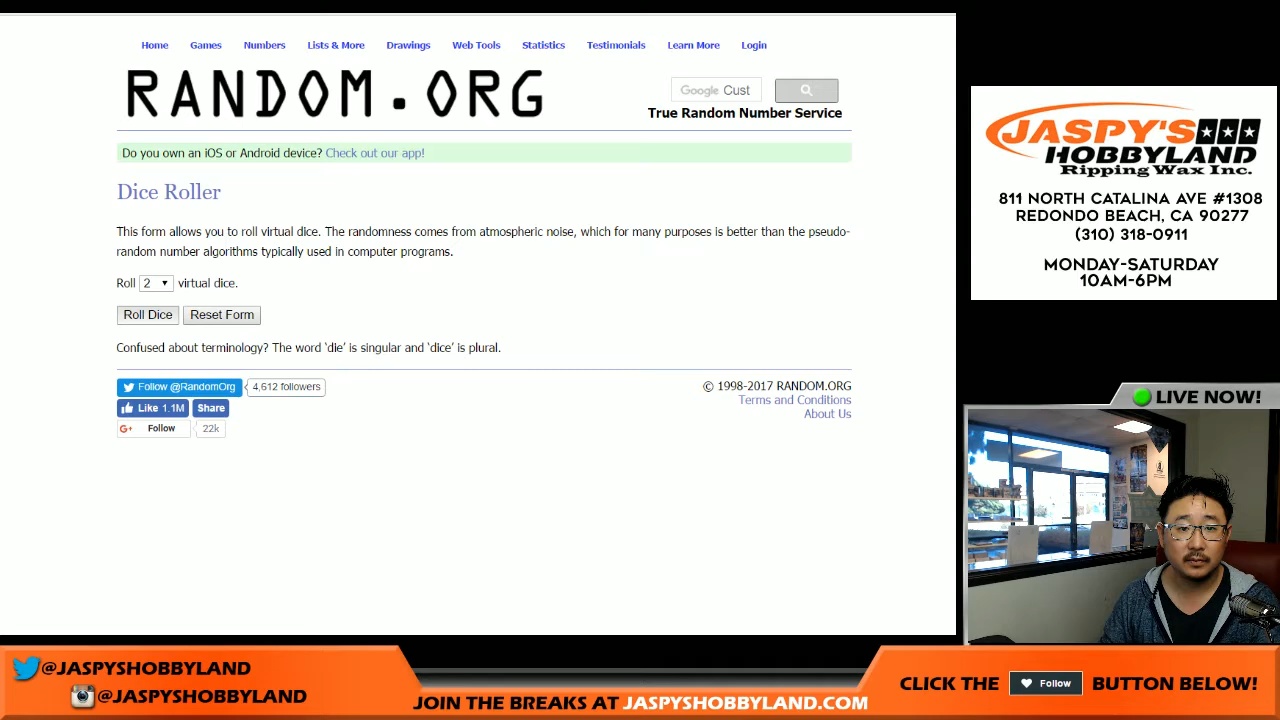 Home Games Numbers Lists & More Drawings Web Tools Statistics Testimonials Learn More Login
RANDOM.ORG
Google Cust
True Random Number Service
Do you own an iOS or Android device? Check out our app!
Dice Roller
This form allows you to roll virtual dice. The randomness comes from atmospheric noise, which for many purposes is better than the pseudo-
random number algorithms typically used in computer programs.
Roll 2 virtual dice.
Roll Dice Reset Form
Confused about terminology? The word ‘die’ is singular and ‘dice’ is plural.
Follow @RandomOrg 4,612 followers
Like 1.1M Share
G+ Follow 22k
© 1998-2017 RANDOM.ORG
Terms and Conditions
About Us
JASPY'S
HOBBYLAND
Ripping Wax Inc.
811 NORTH CATALINA AVE #1308
REDONDO BEACH, CA 90277
(310) 318-0911
MONDAY-SATURDAY
10AM-6PM
LIVE NOW!
@JASPYSHOBBYLAND
@JASPYSHOBBYLAND
JOIN THE BREAKS AT JASPYSHOBBYLAND.COM
CLICK THE Follow BUTTON BELOW!